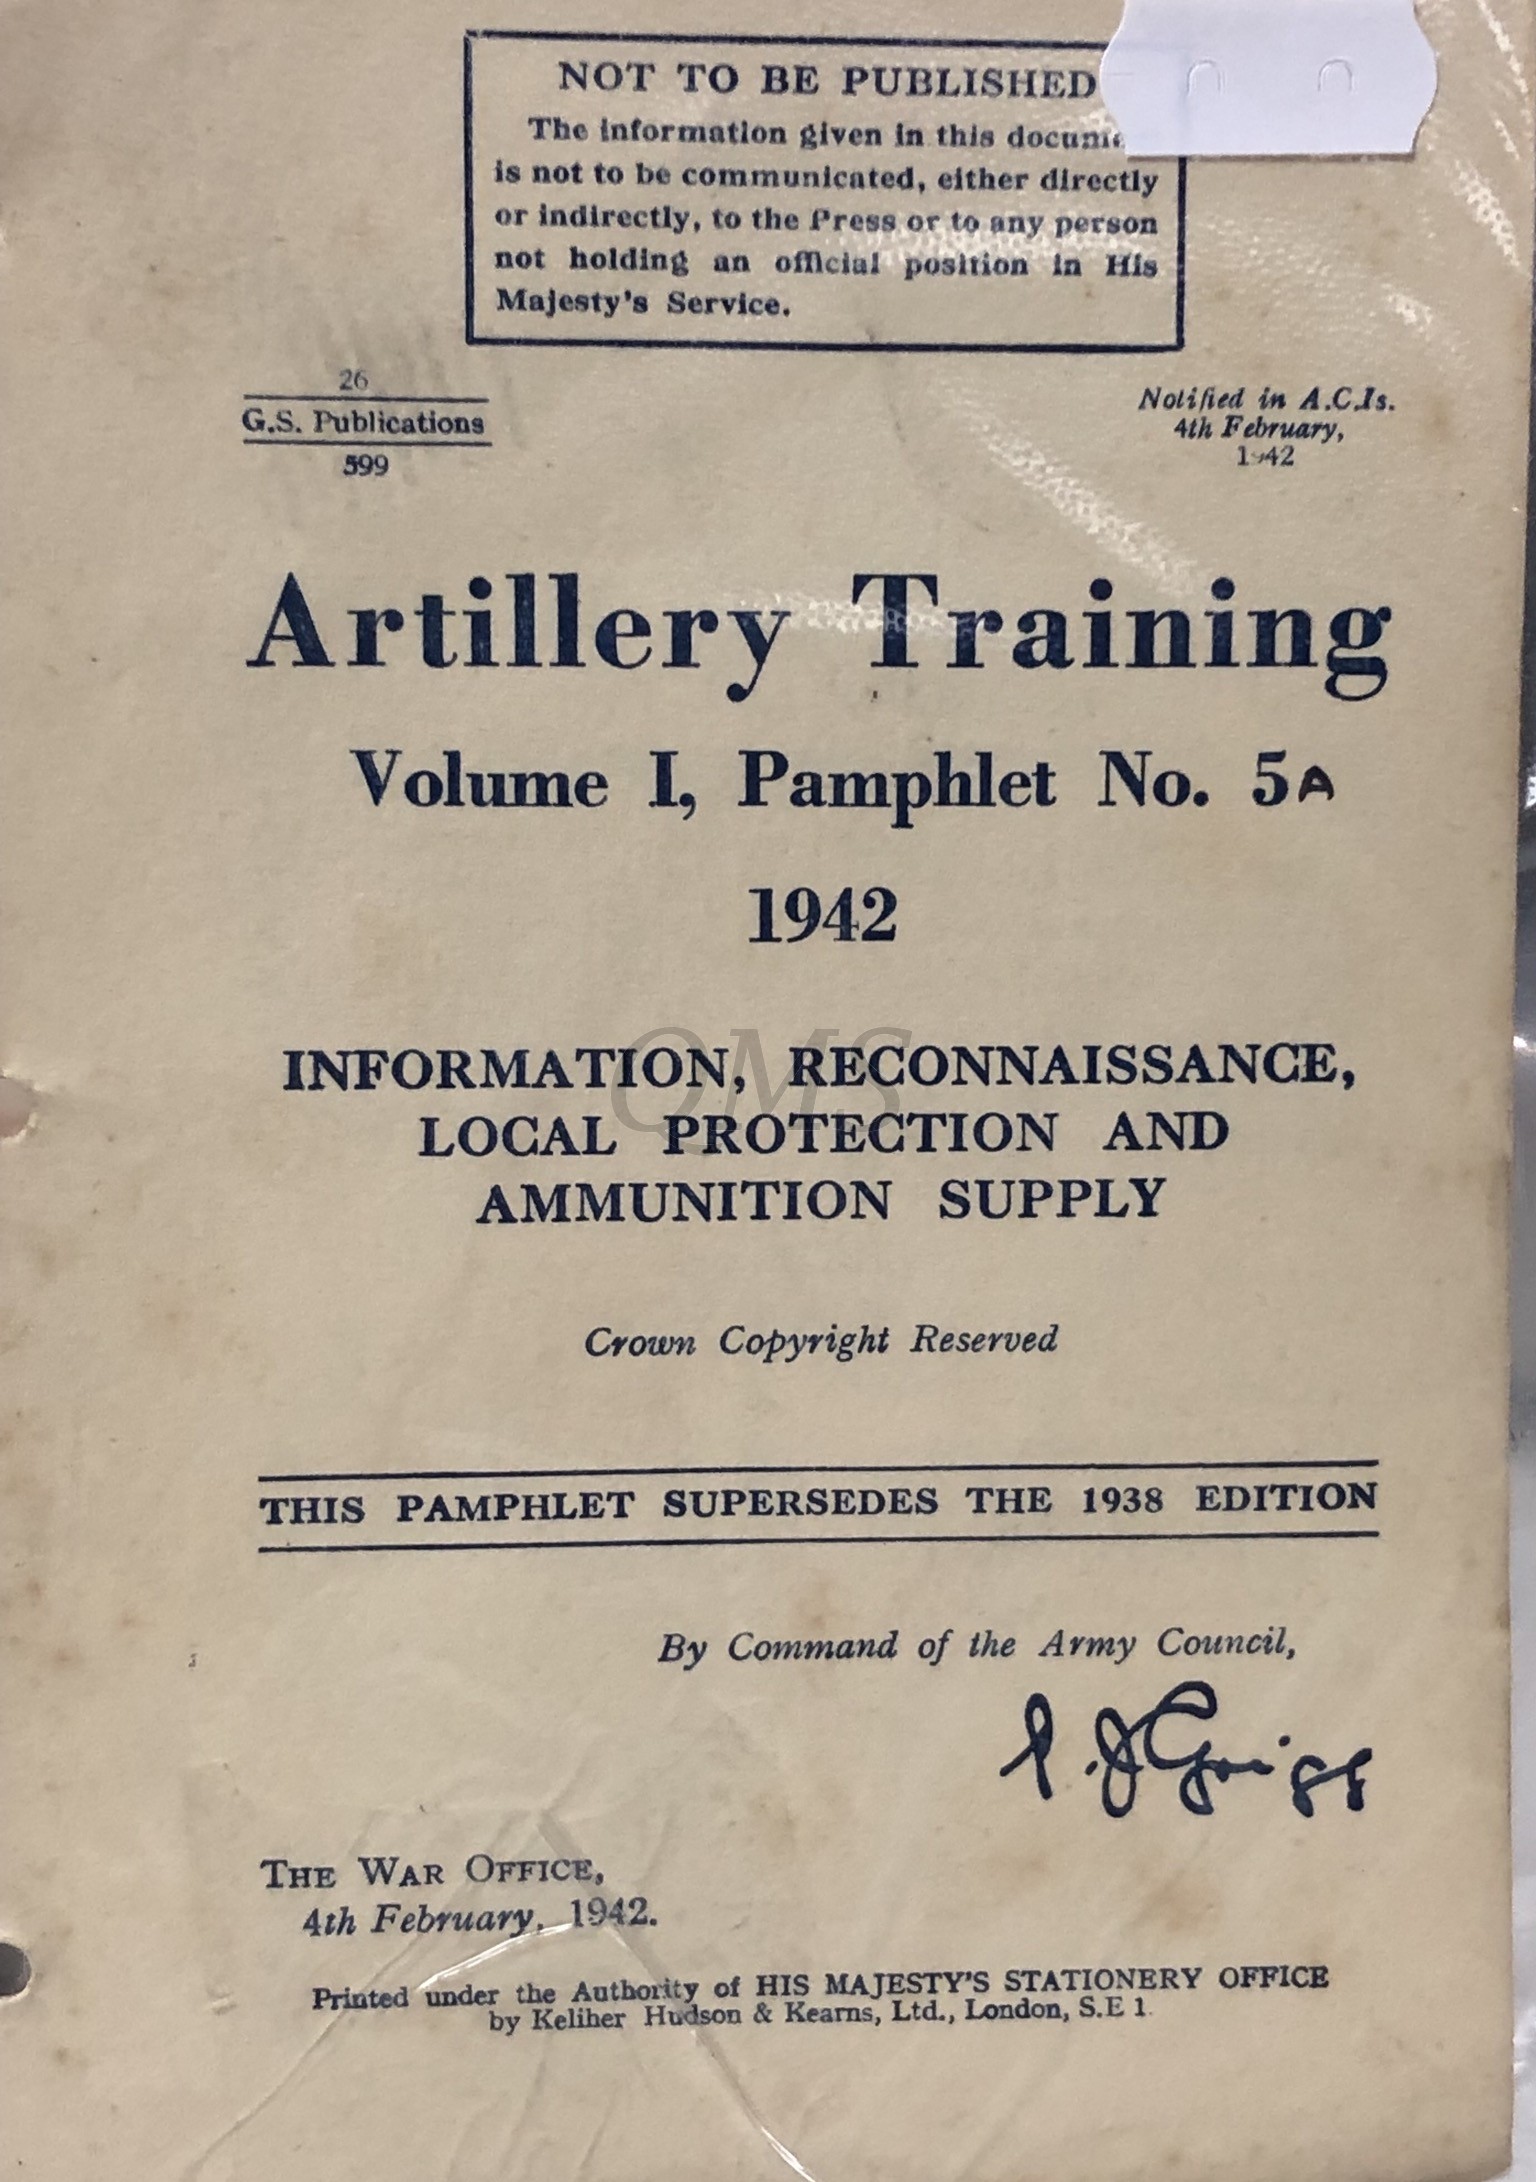 NOT TO BE PUBLISHED
The information given in this
is not to be communicated, either directly
or indirectly, to the Press or to any person
not holding an official position in His
Majesty's Service.
26
G.S. Publications
599
Notified in A.C.Is.
4th February,
1942
Artillery Training
Volume I, Pamphlet No. 5A
1942
QMS
INFORMATION, RECONNAISSANCE,
LOCAL PROTECTION AND
AMMUNITION SUPPLY
Crown Copyright Reserved
THIS PAMPHLET SUPERSEDES THE 1938 EDITION
By Command of the Army Council,
P.J Grigg
THE WAR OFFICE,
4th February, 1942.
Printed under the Authority of HIS MAJESTY'S STATIONERY OFFICE
by Keliher Hudson & Kearns, Ltd., London, S.E 1